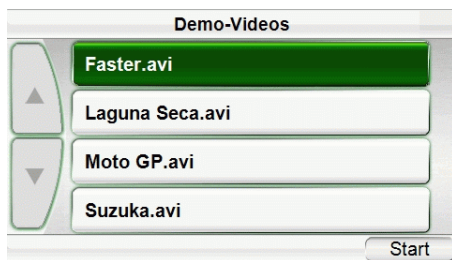 Demo-Videos
Faster.avi
Laguna Seca.avi
Moto GP.avi
Suzuka.avi
Start